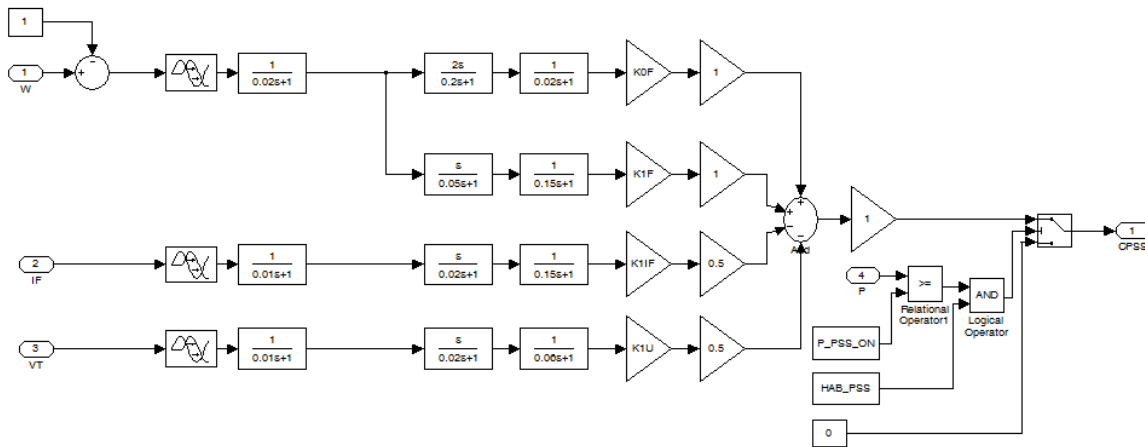 1
1
W
+
-
1
0.02s+1
2s
0.2s+1
1
0.02s+1
K0F
1
s
0.05s+1
1
0.15s+1
K1F
1
+
+
-
-
Add
1
2
IF
1
0.01s+1
s
0.02s+1
1
0.15s+1
K1IF
0.5
3
VT
1
0.01s+1
s
0.02s+1
1
0.06s+1
K1U
0.5
4
P
>=
Relational
Operator1
AND
Logical
Operator
P_PSS_ON
HAB_PSS
0
1
OPSS